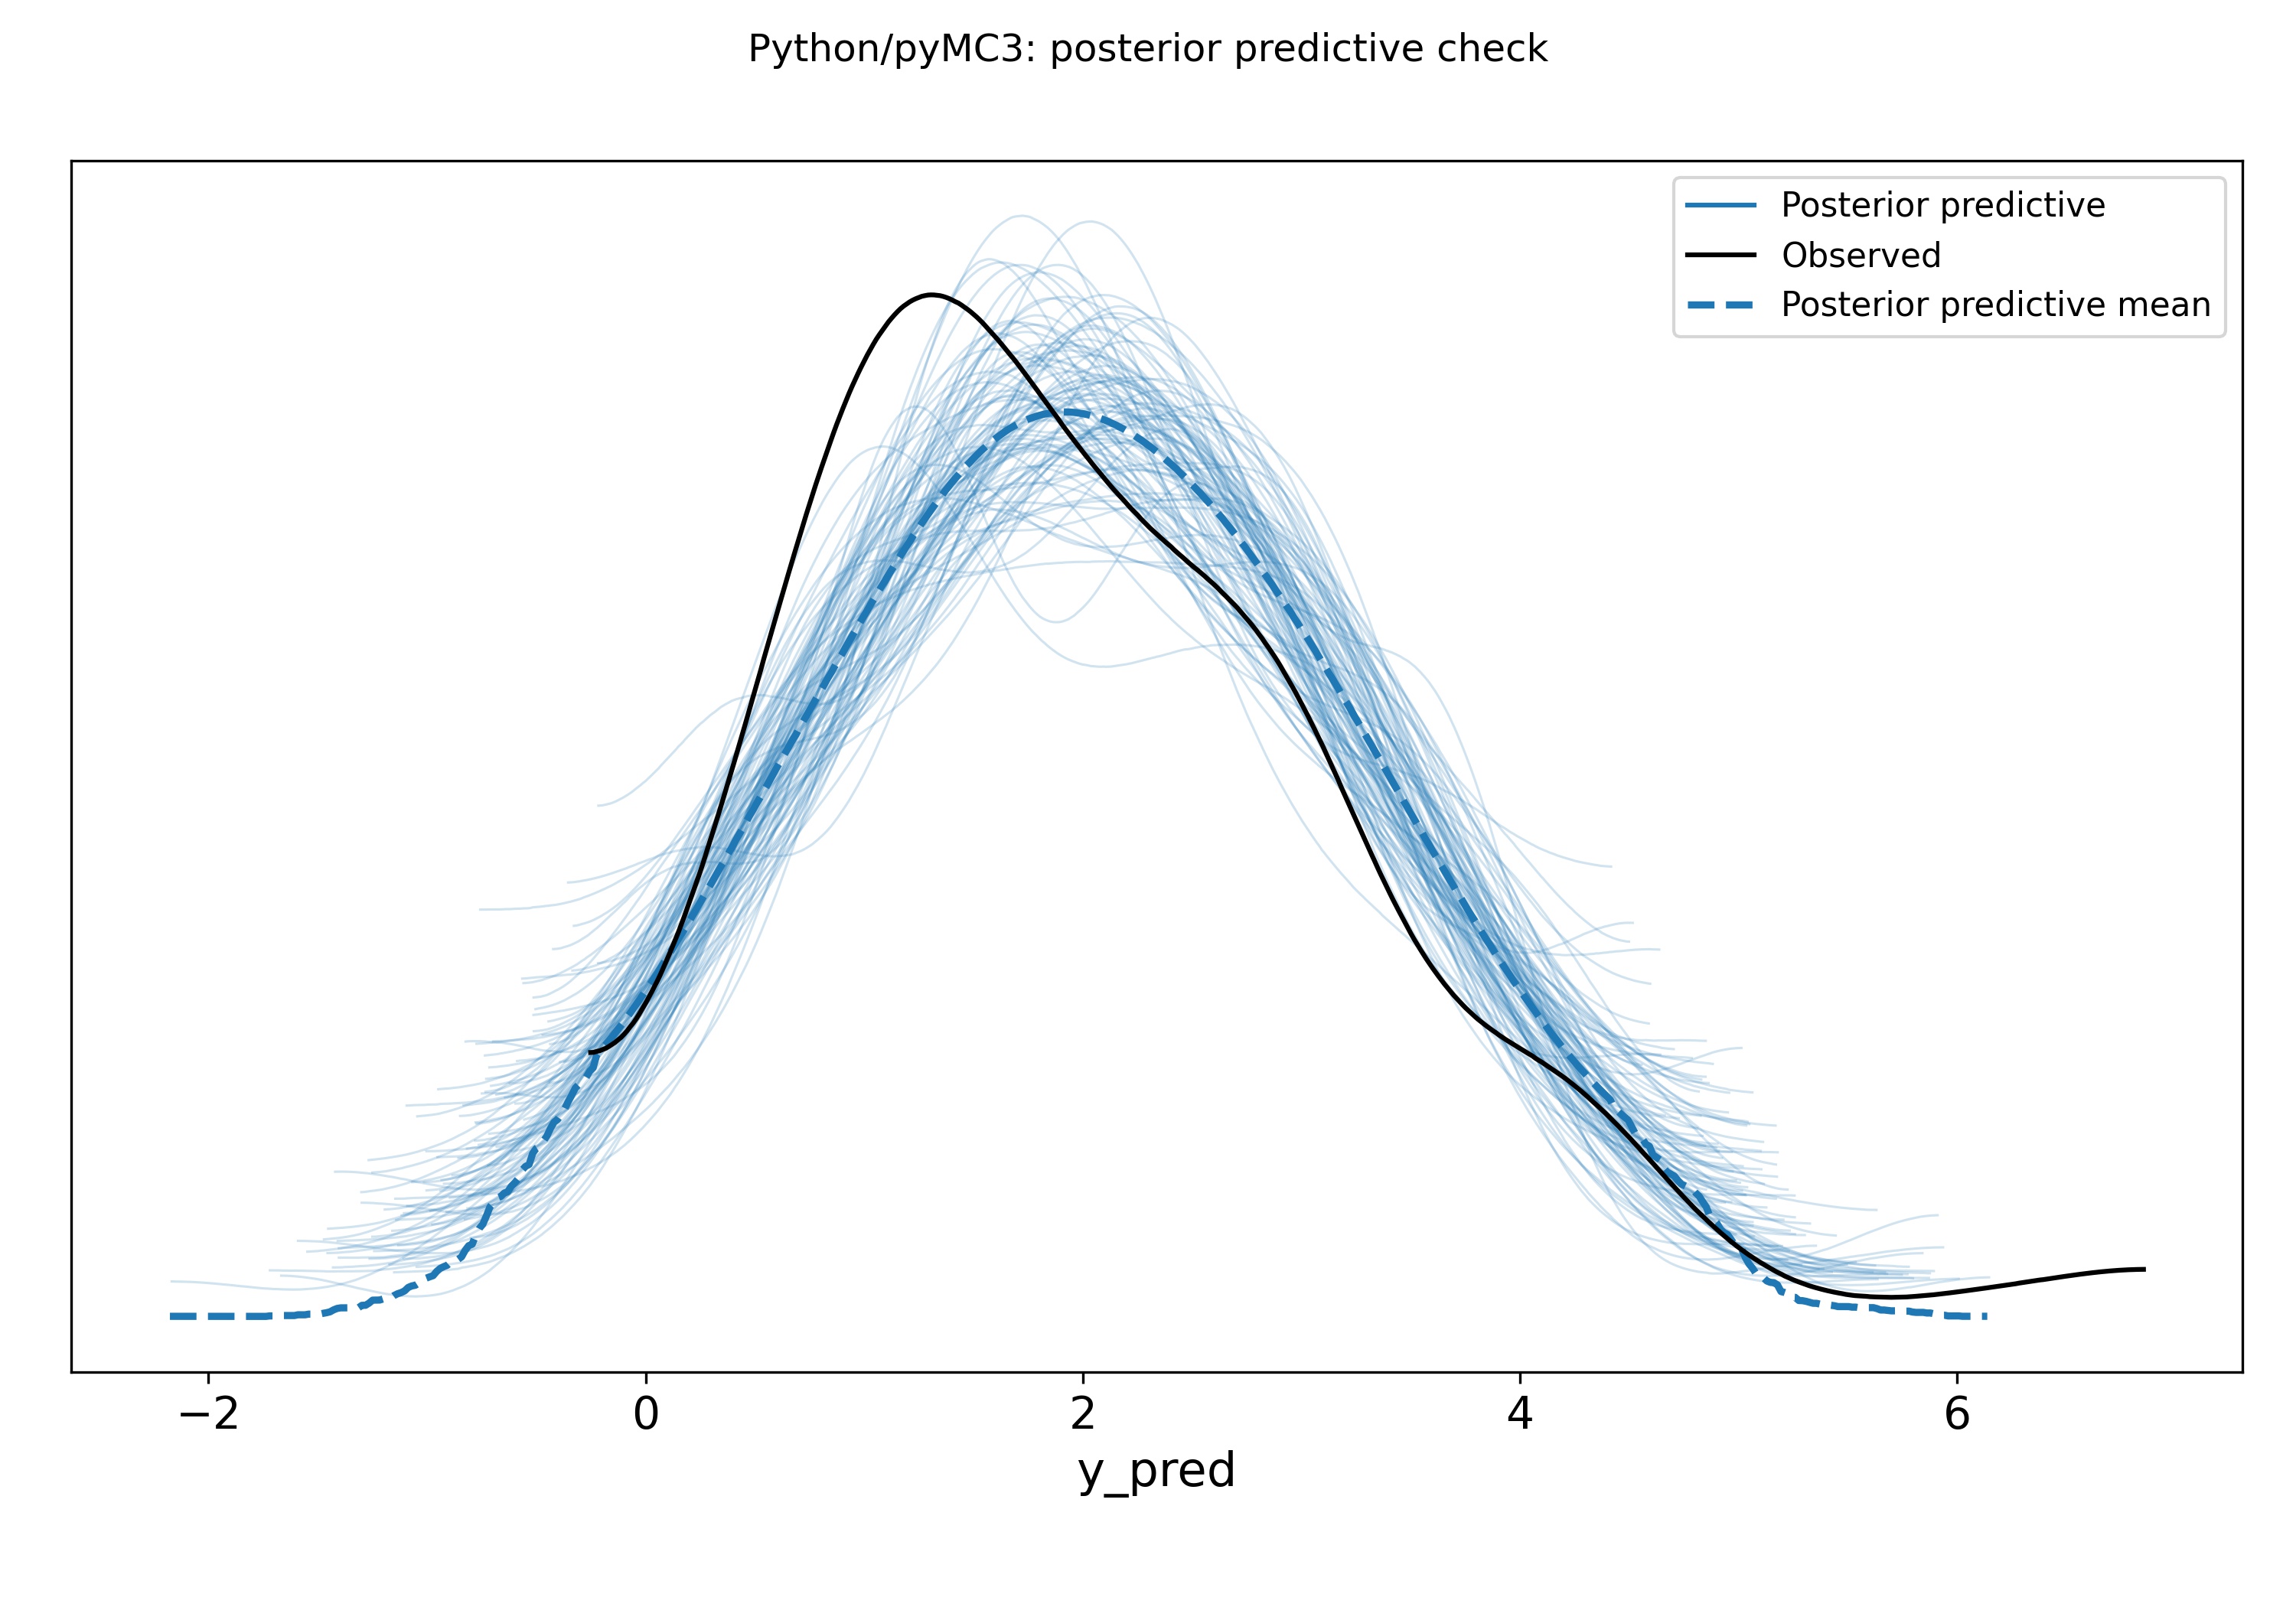 Python/pyMC3: posterior predictive check
Posterior predictive
Observed
Posterior predictive mean
−2 0 2 4 6
y_pred